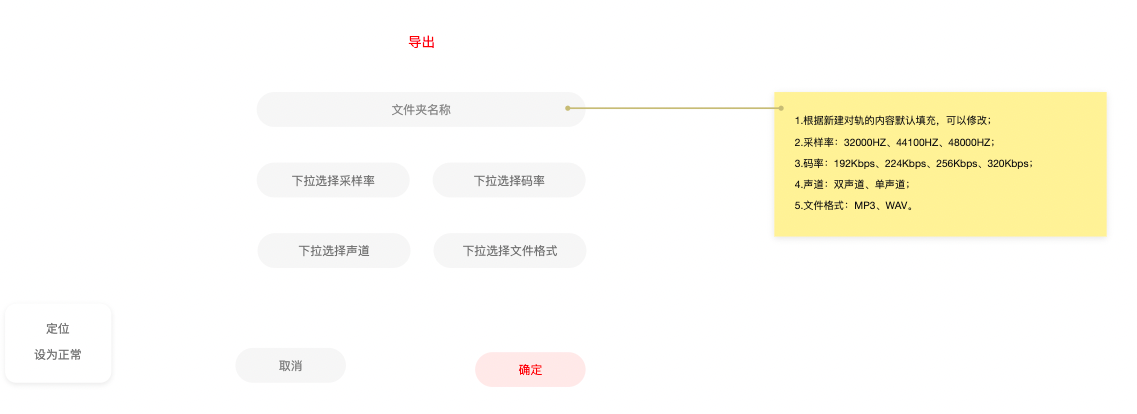 导出
文件夹名称
1.根据新建对轨的内容默认填充，可以修改；
2.采样率：32000HZ、44100HZ、48000HZ；
3.码率：192Kbps、224Kbps、256Kbps、320Kbps；
4.声道：双声道、单声道；
5.文件格式：MP3、WAV。
下拉选择采样率
下拉选择码率
下拉选择声道
下拉选择文件格式
定位
设为正常
取消
确定